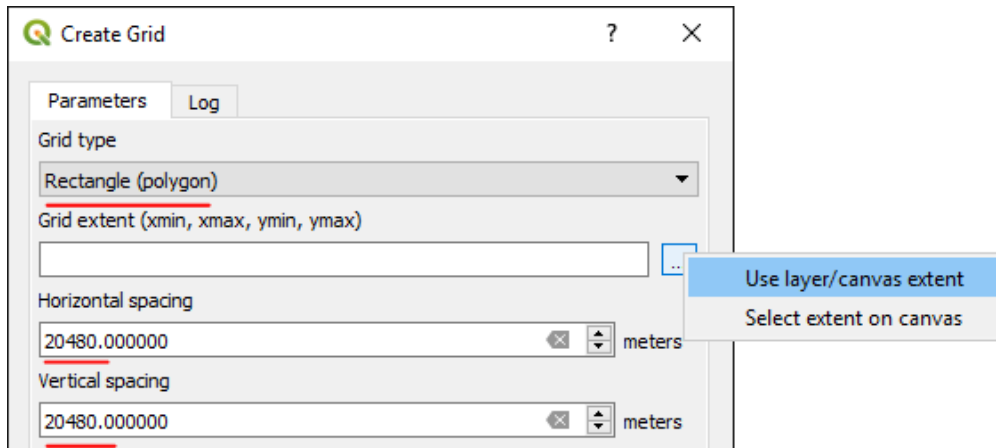 Create Grid ?
Parameters Log
Grid type
Rectangle (polygon)
Grid extent (xmin, xmax, ymin, ymax)
..
Use layer/canvas extent
Select extent on canvas
Horizontal spacing
20480.000000 meters
Vertical spacing
20480.000000 meters